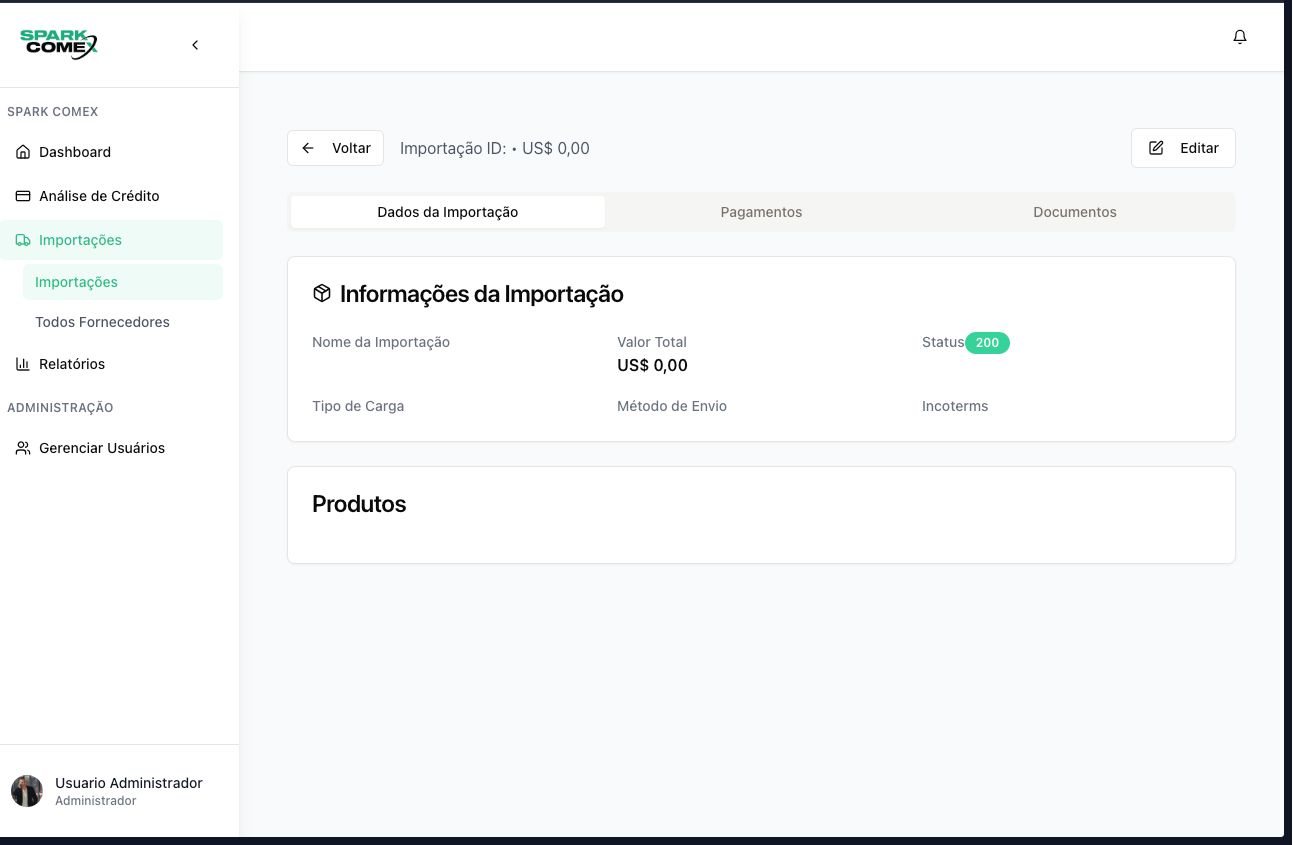 SPARK
COMEX
SPARK COMEX
Dashboard
Análise de Crédito
Importações
Importações
Todos Fornecedores
Relatórios
ADMINISTRAÇÃO
Gerenciar Usuários
Usuario Administrador
Administrador
Voltar
Importação ID: • US$ 0,00
Editar
Dados da Importação
Pagamentos
Documentos
Informações da Importação
Nome da Importação
Valor Total
US$ 0,00
Status 200
Tipo de Carga
Método de Envio
Incoterms
Produtos